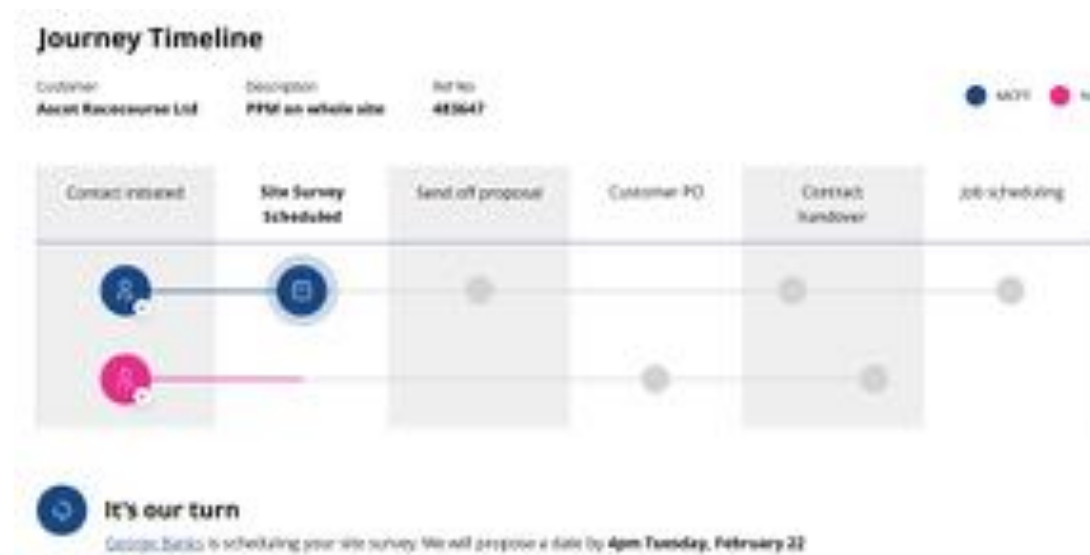 Journey Timeline
Customer Description Ref No
Ascot Racecourse Ltd PPM on whole site 483647
Contact initiated Site Survey Scheduled Send off proposal Customer PO Contract handover Job scheduling
It's our turn
George Banks is scheduling your site survey. We will propose a date by 4pm Tuesday, February 22